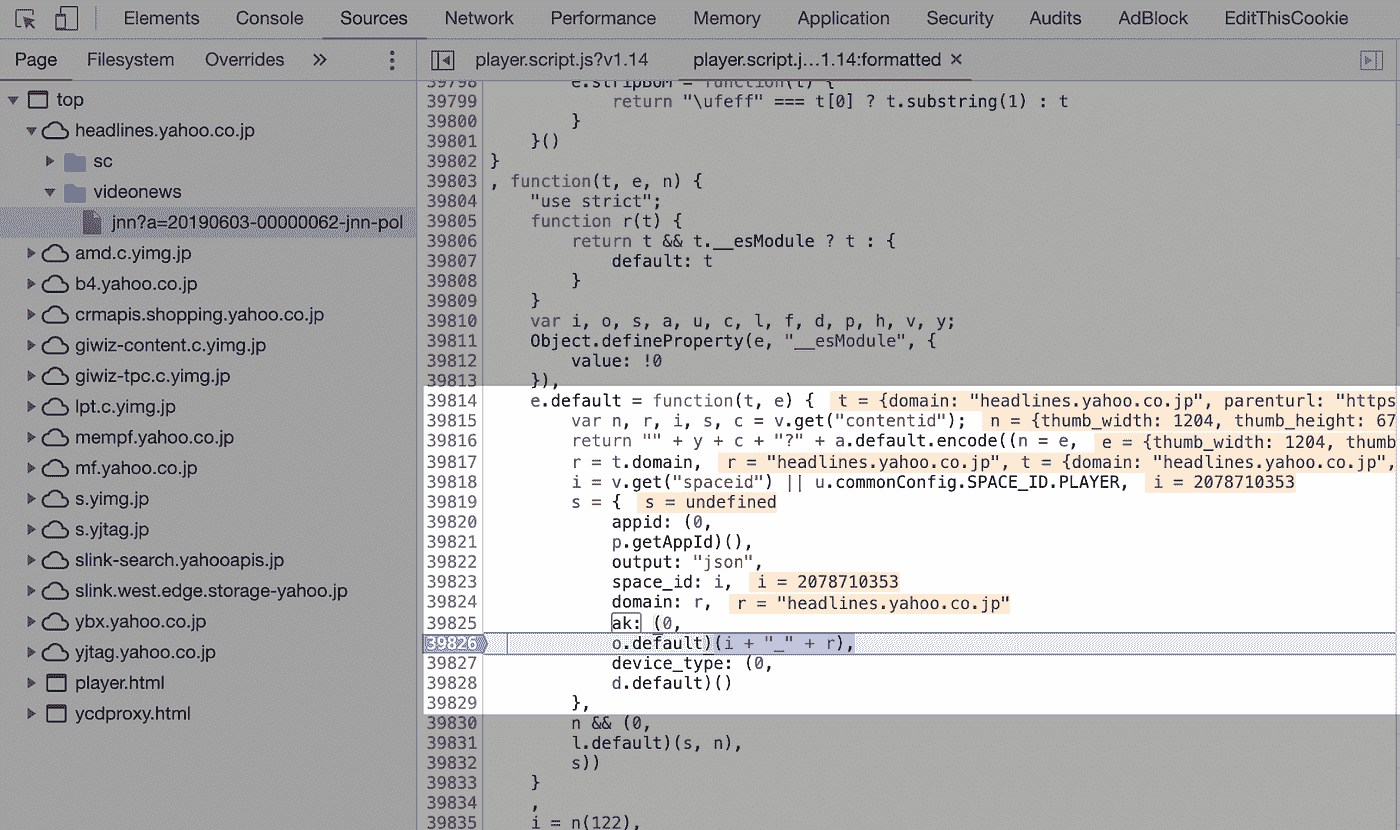 Elements Console Sources Network Performance Memory Application Security Audits AdBlock EditThisCookie
Page Filesystem Overrides » player.script.js?v1.14 player.script.j…1.14:formatted ×
top
headlines.yahoo.co.jp
sc
videonews
jnn?a=20190603-00000062-jnn-pol
amd.c.yimg.jp
b4.yahoo.co.jp
crmapis.shopping.yahoo.co.jp
giwiz-content.c.yimg.jp
giwiz-tpc.c.yimg.jp
lpt.c.yimg.jp
mempf.yahoo.co.jp
mf.yahoo.co.jp
s.yimg.jp
s.yjtag.jp
slink-search.yahooapis.jp
slink.west.edge.storage-yahoo.jp
ybx.yahoo.co.jp
yjtag.yahoo.co.jp
player.html
ycdproxy.html
39798 e.stripBOM = function(t) {
39799 return "\ufeff" === t[0] ? t.substring(1) : t
39800 }
39801 }()
39802 }
39803 , function(t, e, n) {
39804 "use strict";
39805 function r(t) {
39806 return t && t.__esModule ? t : {
39807 default: t
39808 }
39809 }
39810 var i, o, s, a, u, c, l, f, d, p, h, v, y;
39811 Object.defineProperty(e, "__esModule", {
39812 value: !0
39813 }),
39814 e.default = function(t, e) { t = {domain: "headlines.yahoo.co.jp", parenturl: "https
39815 var n, r, i, s, c = v.get("contentid"); n = {thumb_width: 1204, thumb_height: 67
39816 return "" + y + c + "?" + a.default.encode((n = e, e = {thumb_width: 1204, thumb
39817 r = t.domain, r = "headlines.yahoo.co.jp", t = {domain: "headlines.yahoo.co.jp",
39818 i = v.get("spaceid") || u.commonConfig.SPACE_ID.PLAYER, i = 2078710353
39819 s = { s = undefined
39820 appid: (0,
39821 p.getAppId)(),
39822 output: "json",
39823 space_id: i, i = 2078710353
39824 domain: r, r = "headlines.yahoo.co.jp"
39825 ak: (0,
39826 o.default)(i + "_" + r),
39827 device_type: (0,
39828 d.default)()
39829 },
39830 n && (0,
39831 l.default)(s, n),
39832 s))
39833 }
39834 ,
39835 i = n(122),